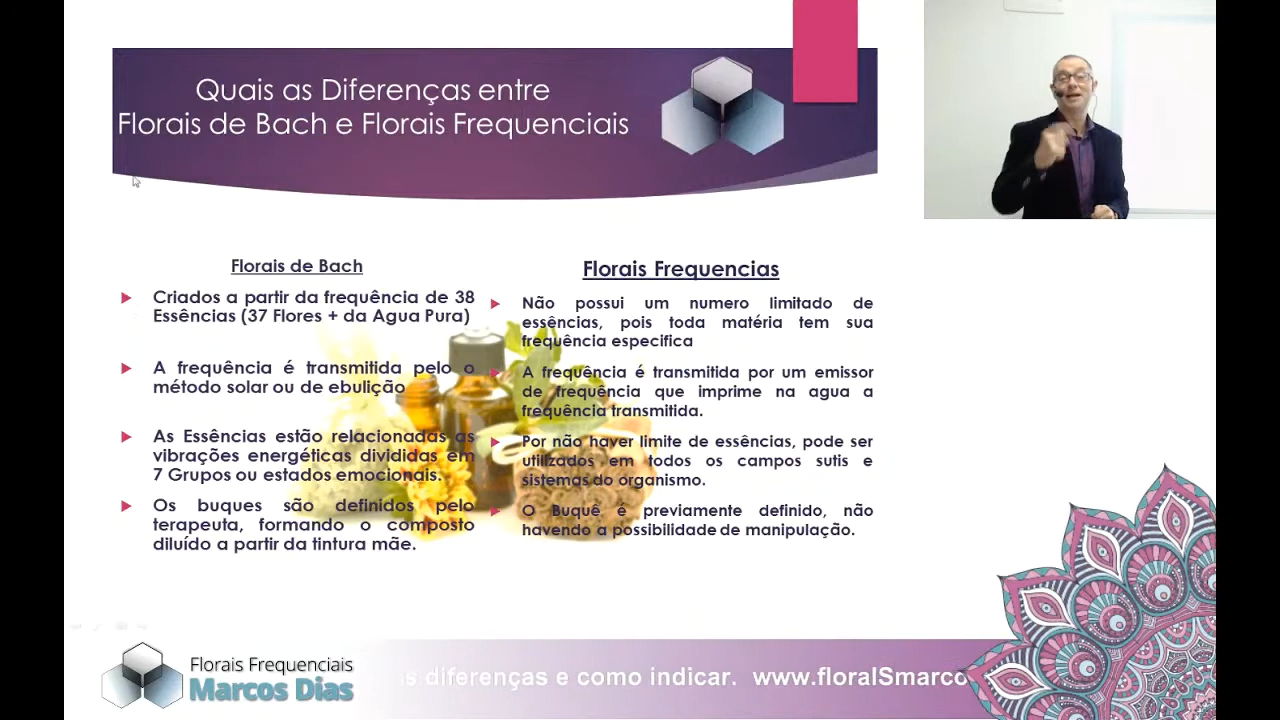 Quais as Diferenças entre
Florais de Bach e Florais Frequenciais
Florais de Bach
Criados a partir da frequência de 38
Essências (37 Flores + da Agua Pura)
A frequência é transmitida pelo o
método solar ou de ebulição
As Essências estão relacionadas as
vibrações energéticas divididas em
7 Grupos ou estados emocionais.
Os buques são definidos pelo
terapeuta, formando o composto
diluído a partir da tintura mãe.
Florais Frequencias
Não possui um numero limitado de
essências, pois toda matéria tem sua
frequência especifica
A frequência é transmitida por um emissor
de frequência que imprime na agua a
frequência transmitida.
Por não haver limite de essências, pode ser
utilizados em todos os campos sutis e
sistemas do organismo.
O Buquê é previamente definido, não
havendo a possibilidade de manipulação.
Florais Frequenciais
Marcos Dias
s diferenças e como indicar. www.floralSmarco